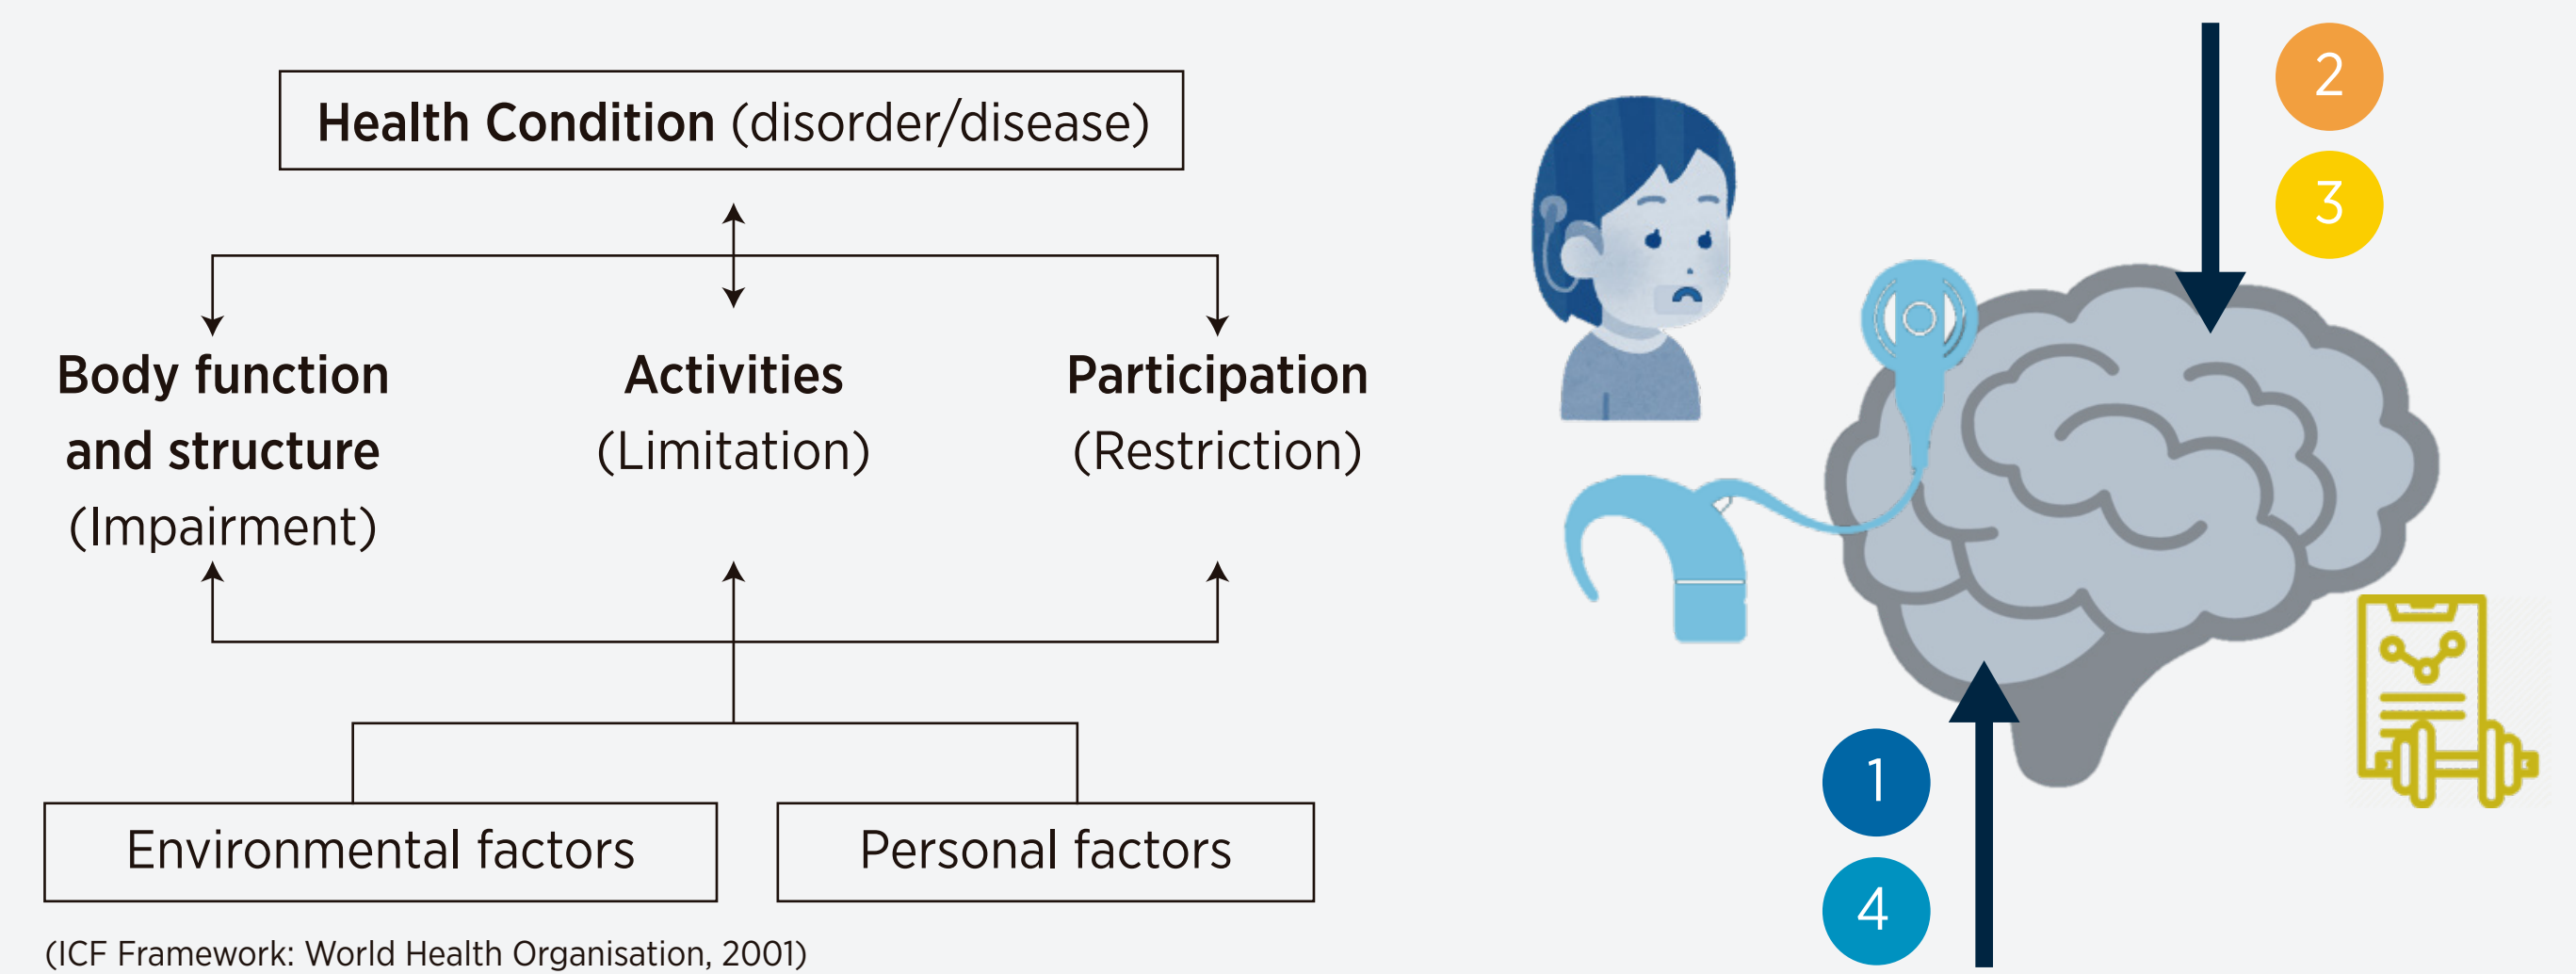 Health Condition (disorder/disease)
Body function
and structure
(Impairment)
Activities
(Limitation)
Participation
(Restriction)
Environmental factors
Personal factors
(ICF Framework: World Health Organisation, 2001)
2
3
1
4